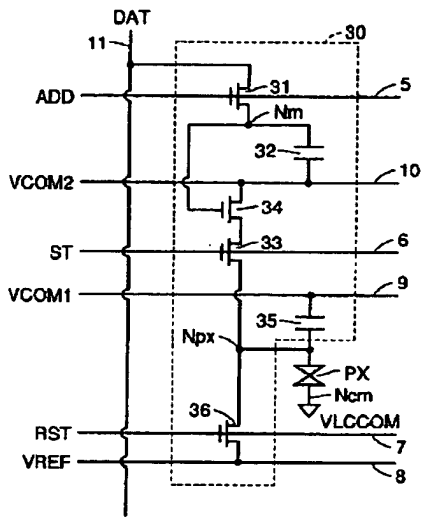 DAT
11
30
31
ADD
5
Nm
32
VCOM2
10
34
33
ST
6
VCOM1
9
35
Npx
PX
Ncm
36
VLCCOM
RST
7
VREF
8